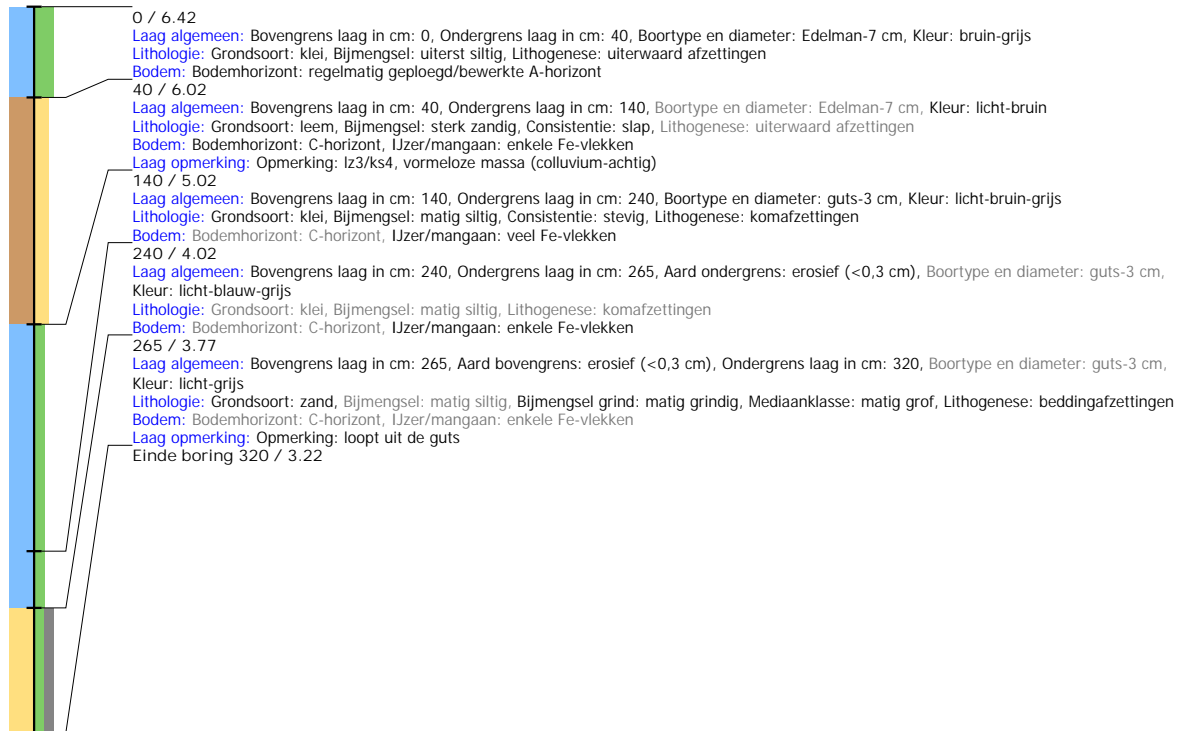 0 / 6.42
Laag algemeen: Bovengrens laag in cm: 0, Ondergrens laag in cm: 40, Boortype en diameter: Edelman-7 cm, Kleur: bruin-grijs
Lithologie: Grondsoort: klei, Bijmengsel: uiterst siltig, Lithogenese: uiterwaard afzettingen
Bodem: Bodemhorizont: regelmatig geploegd/bewerkte A-horizont
40 / 6.02
Laag algemeen: Bovengrens laag in cm: 40, Ondergrens laag in cm: 140, Boortype en diameter: Edelman-7 cm, Kleur: licht-bruin
Lithologie: Grondsoort: leem, Bijmengsel: sterk zandig, Consistentie: slap, Lithogenese: uiterwaard afzettingen
Bodem: Bodemhorizont: C-horizont, IJzer/mangaan: enkele Fe-vlekken
Laag opmerking: Opmerking: lz3/ks4, vormeloze massa (colluvium-achtig)
140 / 5.02
Laag algemeen: Bovengrens laag in cm: 140, Ondergrens laag in cm: 240, Boortype en diameter: guts-3 cm, Kleur: licht-bruin-grijs
Lithologie: Grondsoort: klei, Bijmengsel: matig siltig, Consistentie: stevig, Lithogenese: komafzettingen
Bodem: Bodemhorizont: C-horizont, IJzer/mangaan: veel Fe-vlekken
240 / 4.02
Laag algemeen: Bovengrens laag in cm: 240, Ondergrens laag in cm: 265, Aard ondergrens: erosief (<0,3 cm), Boortype en diameter: guts-3 cm,
Kleur: licht-blauw-grijs
Lithologie: Grondsoort: klei, Bijmengsel: matig siltig, Lithogenese: komafzettingen
Bodem: Bodemhorizont: C-horizont, IJzer/mangaan: enkele Fe-vlekken
265 / 3.77
Laag algemeen: Bovengrens laag in cm: 265, Aard bovengrens: erosief (<0,3 cm), Ondergrens laag in cm: 320, Boortype en diameter: guts-3 cm,
Kleur: licht-grijs
Lithologie: Grondsoort: zand, Bijmengsel: matig siltig, Bijmengsel grind: matig grindig, Mediaanklasse: matig grof, Lithogenese: beddingafzettingen
Bodem: Bodemhorizont: C-horizont, IJzer/mangaan: enkele Fe-vlekken
Laag opmerking: Opmerking: loopt uit de guts
Einde boring 320 / 3.22